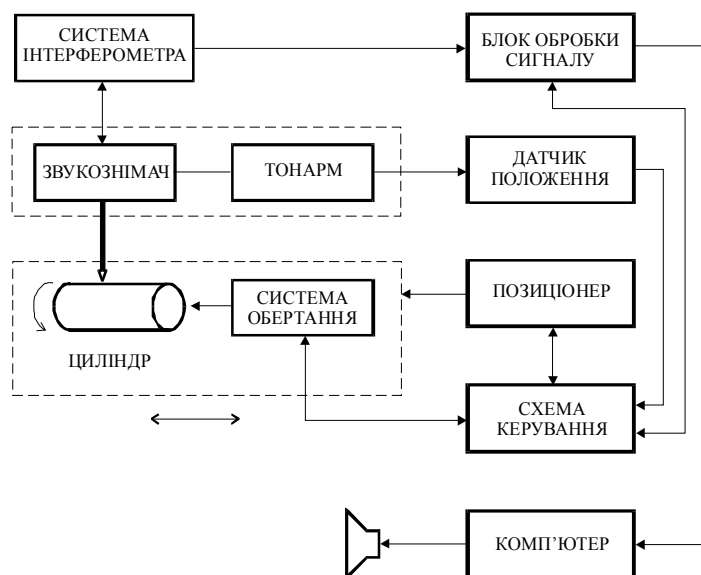 СИСТЕМА
ІНТЕРФЕРОМЕТРА
БЛОК ОБРОБКИ
СИГНАЛУ
ЗВУКОЗНІМАЧ
ТОНАРМ
ДАТЧИК
ПОЛОЖЕННЯ
СИСТЕМА
ОБЕРТАННЯ
ПОЗИЦІОНЕР
ЦИЛІНДР
СХЕМА
КЕРУВАННЯ
КОМП’ЮТЕР